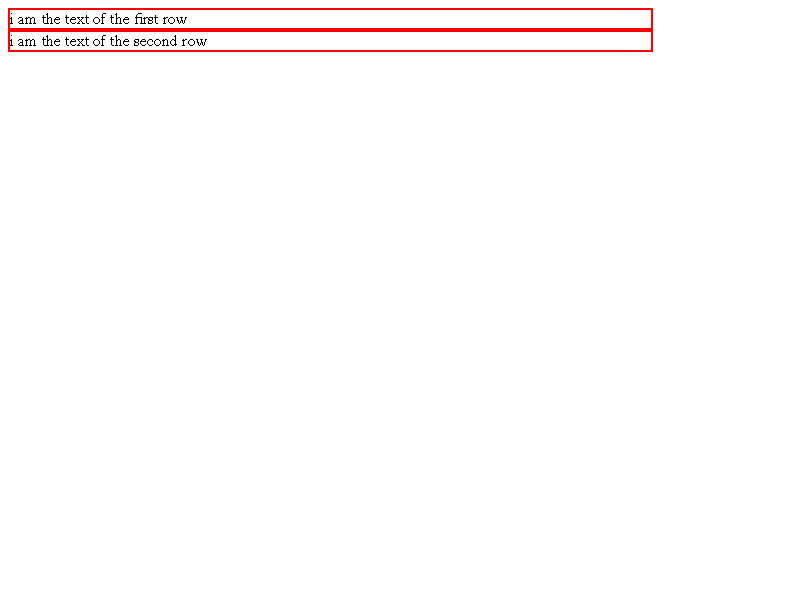 i am the text of the first row
i am the text of the second row